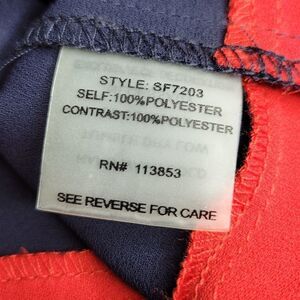 STYLE: SF7203
SELF:100%POLYESTER
CONTRAST:100%POLYESTER
RN# 113853
SEE REVERSE FOR CARE